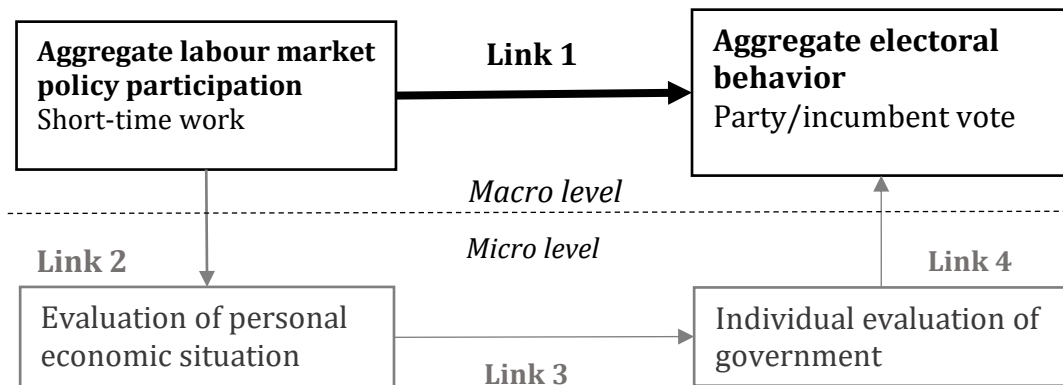 Aggregate labour market
policy participation
Short-time work
Link 1
Aggregate electoral
behavior
Party/incumbent vote
Macro level
Micro level
Link 2
Link 4
Evaluation of personal
economic situation
Link 3
Individual evaluation of
government